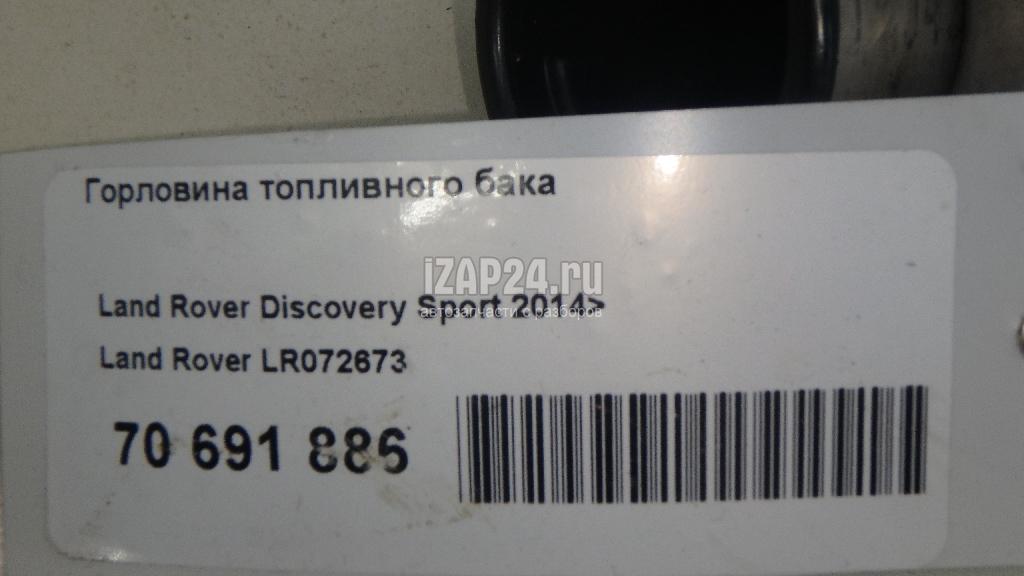 Горловина топливного бака
iZAP24.ru
Land Rover Discovery Sport 2014>
автозапчасти с разборов
Land Rover LR072673
70 691 886